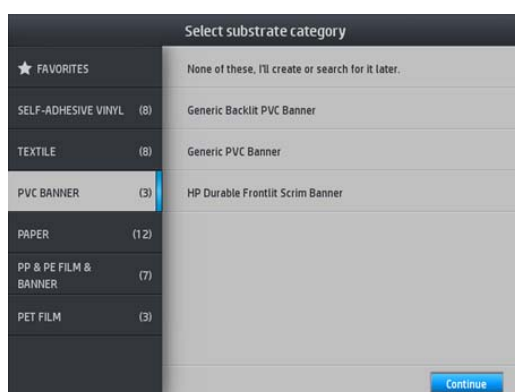 Select substrate category
FAVORITES
None of these, I'll create or search for it later.
SELF-ADHESIVE VINYL (8)
Generic Backlit PVC Banner
TEXTILE (8)
Generic PVC Banner
PVC BANNER (3)
HP Durable Frontlit Scrim Banner
PAPER (12)
PP & PE FILM &
BANNER (7)
PET FILM (3)
Continue